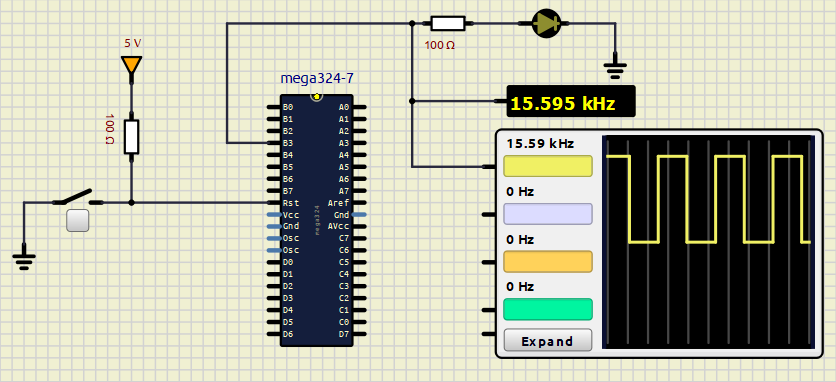 5 V
100 Ω
100 Ω
mega324-7
15.595 kHz
15.59 kHz
0 Hz
0 Hz
0 Hz
Expand
B0 A0
B1 A1
B2 A2
B3 A3
B4 A4
B5 A5
B6 A6
B7 A7
Rst Aref
Vcc Gnd
Gnd AVcc
Osc C7
Osc C6
D0 C5
D1 C4
D2 C3
D3 C2
D4 C1
D5 C0
D6 D7
mega324